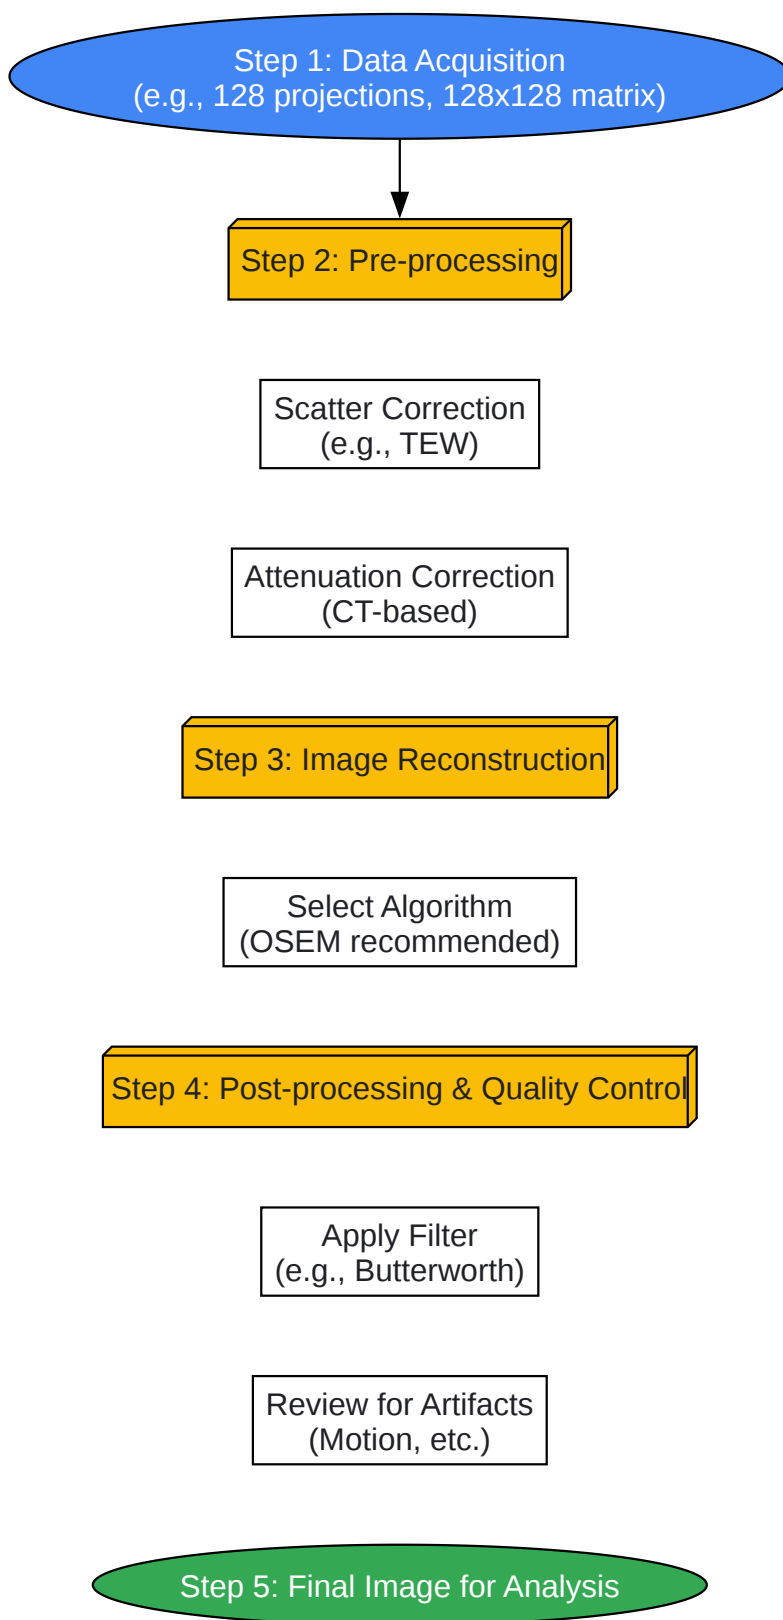 Step 1: Data Acquisition
(e.g., 128 projections, 128x128 matrix)
Step 2: Pre-processing
Scatter Correction
(e.g., TEW)
Attenuation Correction
(CT-based)
Step 3: Image Reconstruction
Select Algorithm
(OSEM recommended)
Step 4: Post-processing & Quality Control
Apply Filter
(e.g., Butterworth)
Review for Artifacts
(Motion, etc.)
Step 5: Final Image for Analysis